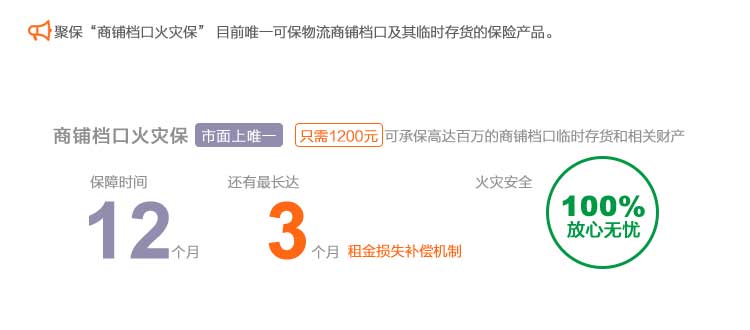 聚保“商铺档口火灾保” 目前唯一可保物流商铺档口及其临时存货的保险产品。
商铺档口火灾保 市面上唯一 只需1200元 可承保高达百万的商铺档口临时存货和相关财产
保障时间 还有最长达 火灾安全
12个月 3个月 租金损失补偿机制
100%
放心无忧